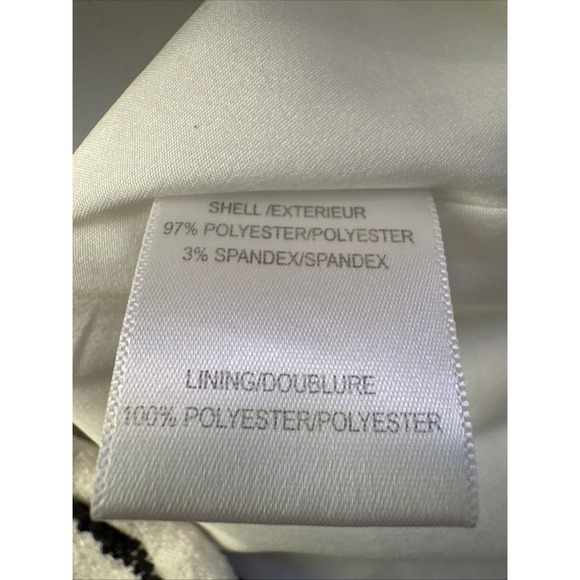 SHELL /EXTERIEUR
97% POLYESTER/POLYESTER
3% SPANDEX/SPANDEX
LINING/DOUBLURE
100% POLYESTER/POLYESTER